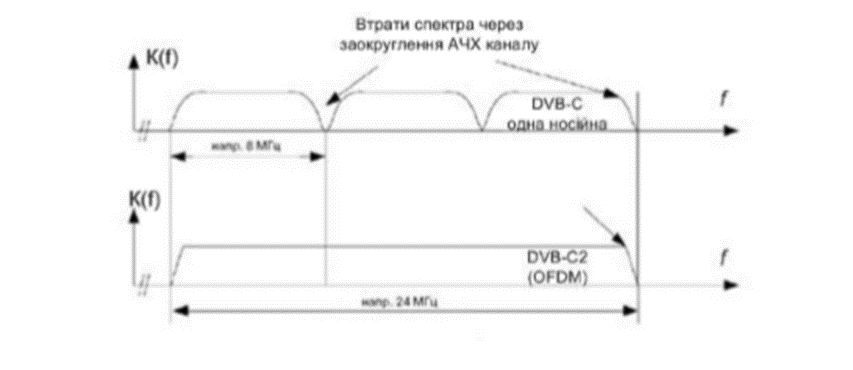 Втрати спектра через
заокруглення АЧХ каналу
K(f)
f
DVB-C
одна носійна
напр. 8 МГц
K(f)
f
DVB-C2
(OFDM)
напр. 24 МГц